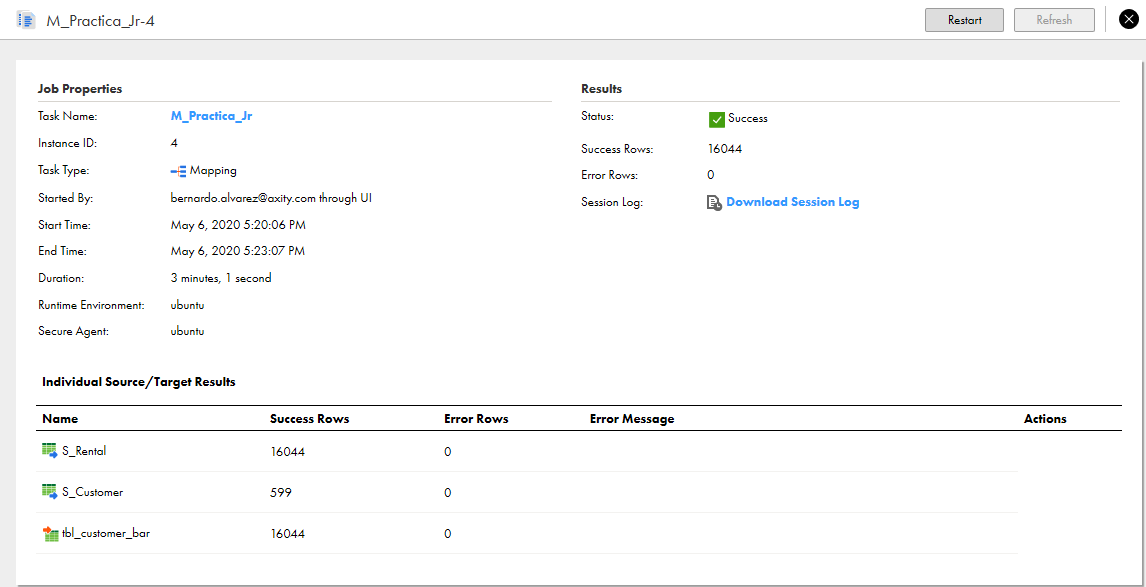 M_Practica_Jr-4
Restart
Refresh
Job Properties
Task Name: M_Practica_Jr
Instance ID: 4
Task Type: Mapping
Started By: bernardo.alvarez@axity.com through UI
Start Time: May 6, 2020 5:20:06 PM
End Time: May 6, 2020 5:23:07 PM
Duration: 3 minutes, 1 second
Runtime Environment: ubuntu
Secure Agent: ubuntu
Results
Status: Success
Success Rows: 16044
Error Rows: 0
Session Log: Download Session Log
Individual Source/Target Results
Name Success Rows Error Rows Error Message Actions
S_Rental 16044 0
S_Customer 599 0
tbl_customer_bar 16044 0